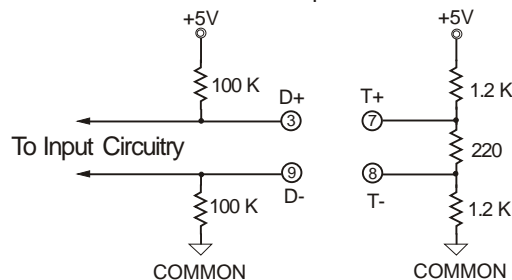 +5V
+5V
100 K
D+
T+
1.2 K
3
7
To Input Circuitry
220
9
8
100 K
D-
T-
1.2 K
COMMON
COMMON